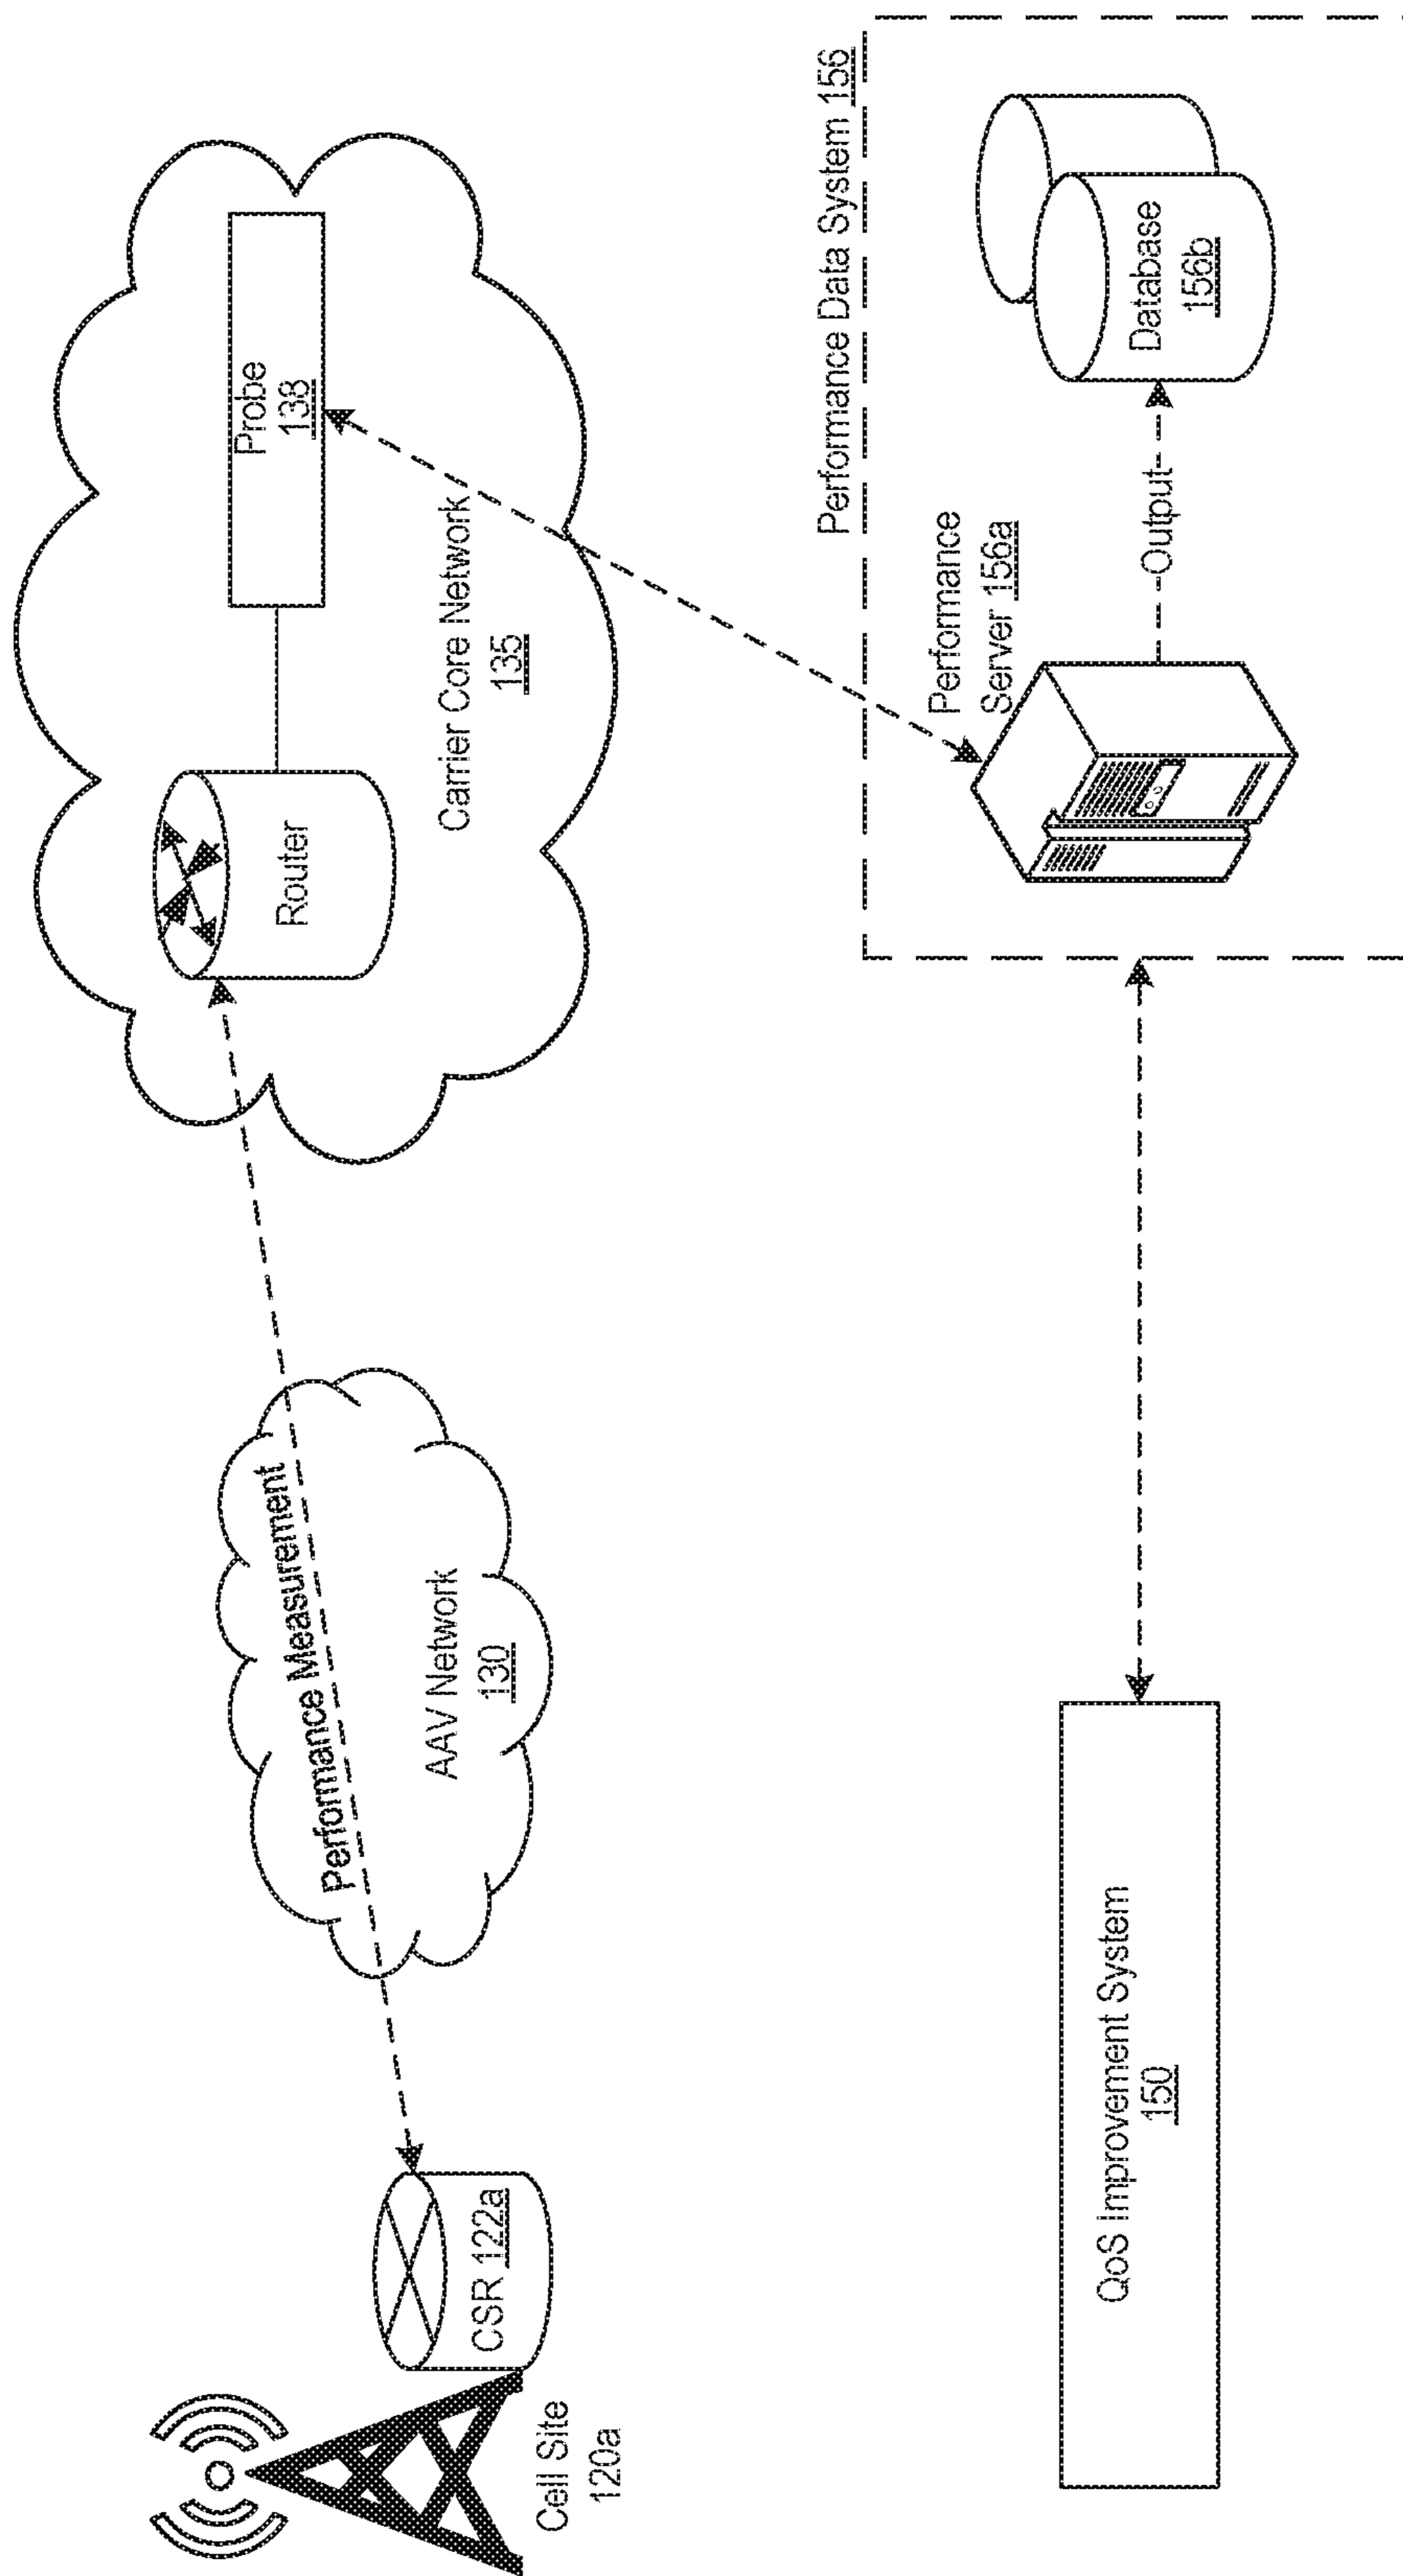 Cell Site
120a
CSR 122a
Performance Measurement
AAV Network
130
Router
Probe
138
Carrier Core Network
135
QoS Improvement System
150
Performance Data System 156
Performance
Server 156a
Output
Database
156b